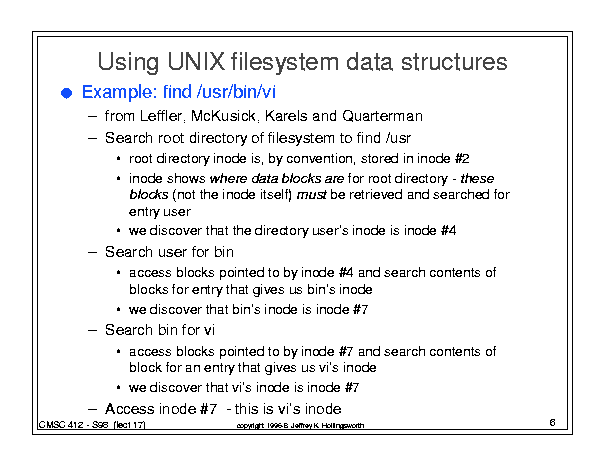 Using UNIX filesystem data structures
● Example: find /usr/bin/vi
– from Leffler, McKusick, Karels and Quarterman
– Search root directory of filesystem to find /usr
• root directory inode is, by convention, stored in inode #2
• inode shows where data blocks are for root directory - these
blocks (not the inode itself) must be retrieved and searched for
entry user
• we discover that the directory user's inode is inode #4
– Search user for bin
• access blocks pointed to by inode #4 and search contents of
blocks for entry that gives us bin's inode
• we discover that bin's inode is inode #7
– Search bin for vi
• access blocks pointed to by inode #7 and search contents of
block for an entry that gives us vi's inode
• we discover that vi's inode is inode #7
– Access inode #7 - this is vi's inode
CMSC 412 - S98 (lect 17)
copyright 1996-8 Jeffrey K. Hollingsworth
6